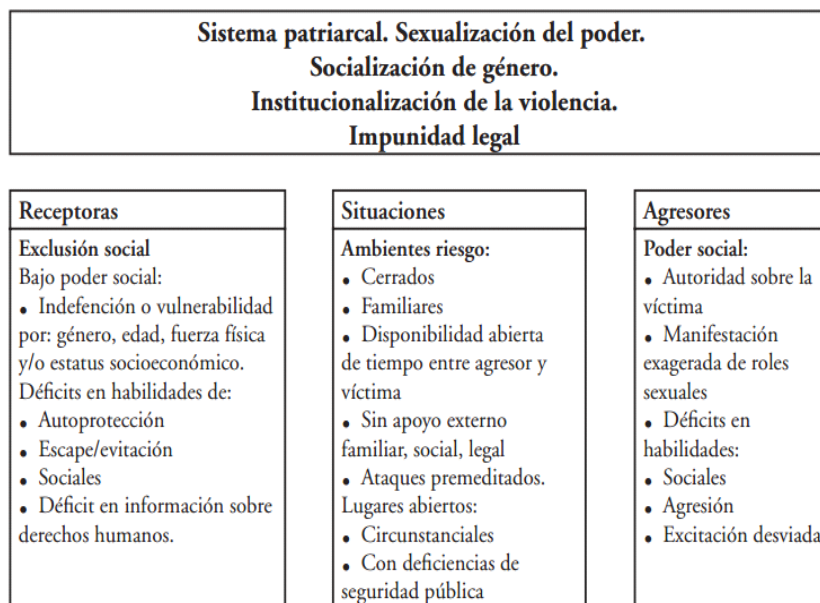 Sistema patriarcal. Sexualización del poder.
Socialización de género.
Institucionalización de la violencia.
Impunidad legal
Receptoras
Exclusión social
Bajo poder social:
• Indefención o vulnerabilidad
por: género, edad, fuerza física
y/o estatus socioeconómico.
Déficits en habilidades de:
• Autoprotección
• Escape/evitación
• Sociales
• Déficit en información sobre
derechos humanos.
Situaciones
Ambientes riesgo:
• Cerrados
• Familiares
• Disponibilidad abierta
de tiempo entre agresor y
víctima
• Sin apoyo externo
familiar, social, legal
• Ataques premeditados.
Lugares abiertos:
• Circunstanciales
• Con deficiencias de
seguridad pública
Agresores
Poder social:
• Autoridad sobre la
víctima
• Manifestación
exagerada de roles
sexuales
• Déficits en
habilidades:
• Sociales
• Agresión
• Excitación desviada